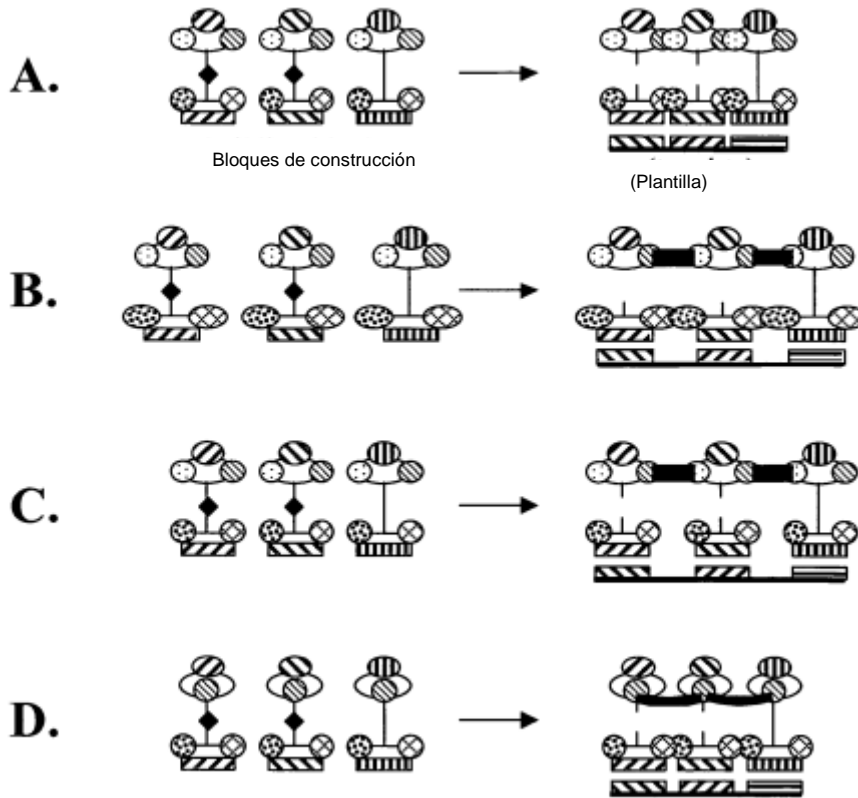 A.
Bloques de construcción
(Plantilla)
B.
C.
D.